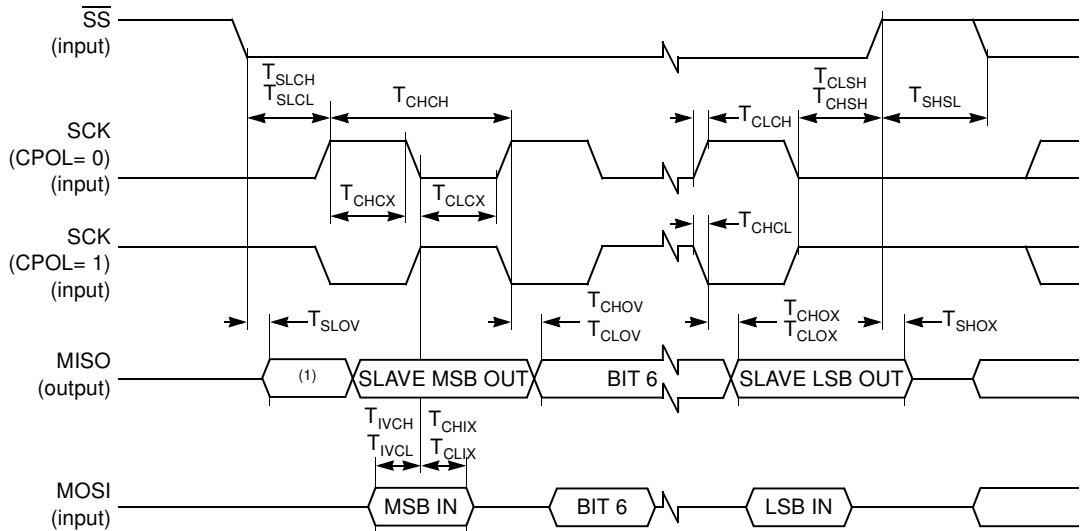 SS
(input)
TSLCH
TSLCL
TCHCH
TCLCH
TCLSH
TCHSH
TSHSL
SCK
(CPOL= 0)
(input)
TCHCX
TCLCX
TCHCL
SCK
(CPOL= 1)
(input)
TSLOV
TCHOV
TCLOV
TCHOX
TCLOX
TSHOX
MISO
(output)
(1)
SLAVE MSB OUT
BIT 6
SLAVE LSB OUT
TIVCH
TIVCL
TCHIX
TCLIX
MOSI
(input)
MSB IN
BIT 6
LSB IN